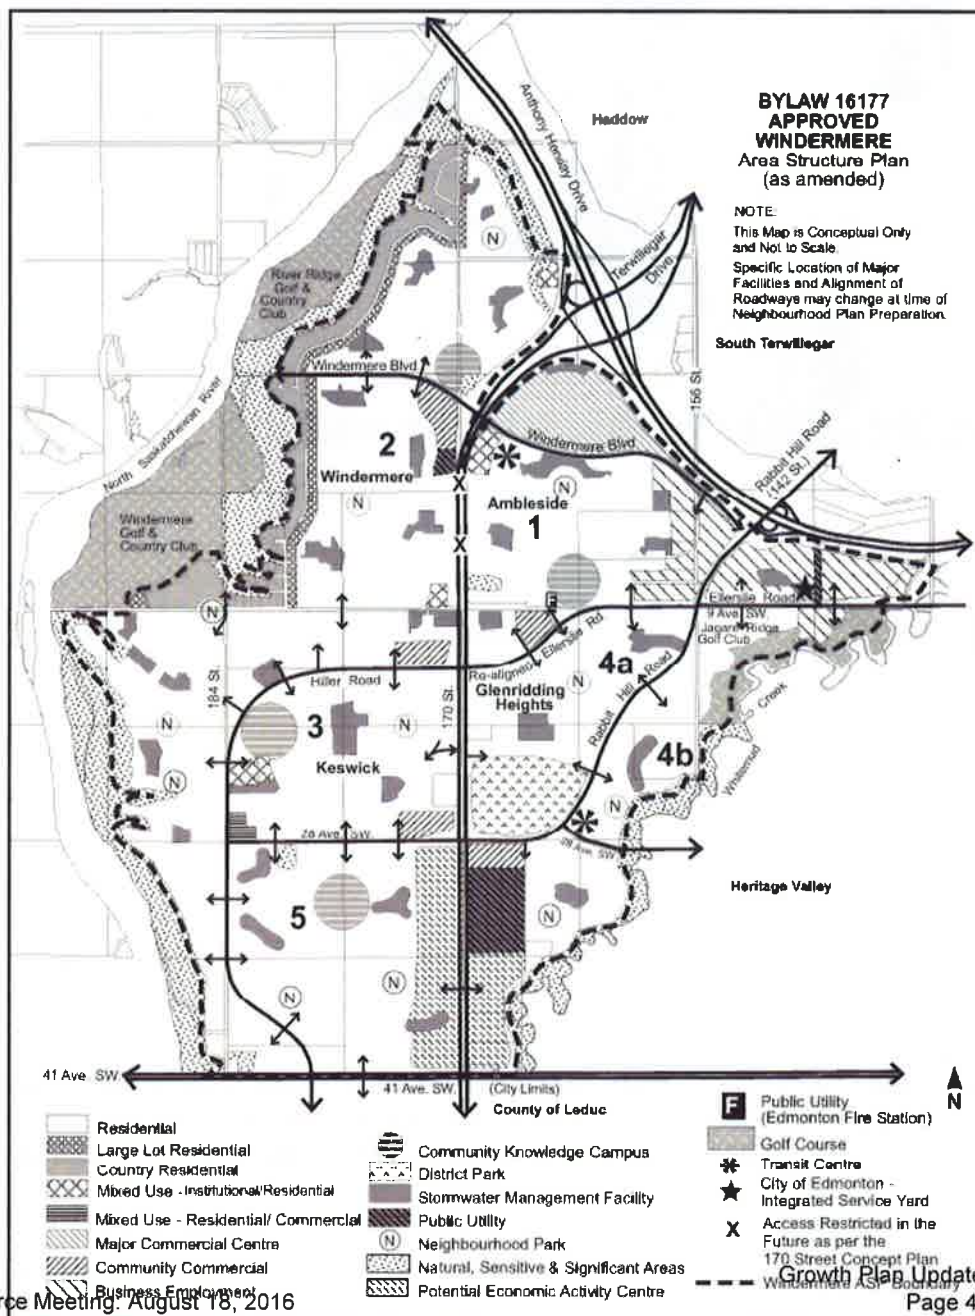 BYLAW 16177
APPROVED
WINDERMERE
Area Structure Plan
(as amended)
NOTE:
This Map is Conceptual Only
and Not to Scale.
Specific Location of Major
Facilities and Alignment of
Roadways may change at time of
Neighbourhood Plan Preparation.
Haddow
Anthony Henday Drive
Terwillegar
Drive
South Terwillegar
N
River Ridge
Golf &
Country
Club
Windermere Blvd
156 St.
Rabbit Hill Road
(142 St.)
North Saskatchewan River
2
Windermere
Windermere Blvd
N
X
N
Ambleside
1
X
Windermere
Golf &
Country Club
N
F
Ellerslie Road
9 Ave. SW
Jagare Ridge
Golf Club
184 St.
Hiller Road
170 St.
Re-aligned Ellerslie Rd
Glenridding
Heights
N
4a
Rabbit Hill Road
Creek
Whitemud
N
3
N
Keswick
4b
N
N
28 Ave. SW.
28 Ave. SW
Heritage Valley
5
N
N
N
41 Ave. SW
41 Ave. SW.
(City Limits)
County of Leduc
N
Residential
Large Lot Residential
Country Residential
Mixed Use - Institutional/Residential
Mixed Use - Residential/ Commercial
Major Commercial Centre
Community Commercial
Business Employment
Community Knowledge Campus
District Park
Stormwater Management Facility
Public Utility
N
Neighbourhood Park
Natural, Sensitive & Significant Areas
Potential Economic Activity Centre
F
Public Utility
(Edmonton Fire Station)
Golf Course
Transit Centre
City of Edmonton -
Integrated Service Yard
X
Access Restricted in the
Future as per the
170 Street Concept Plan
Windermere ASP Boundary
Growth Plan Update
rce Meeting: August 18, 2016
Page 4